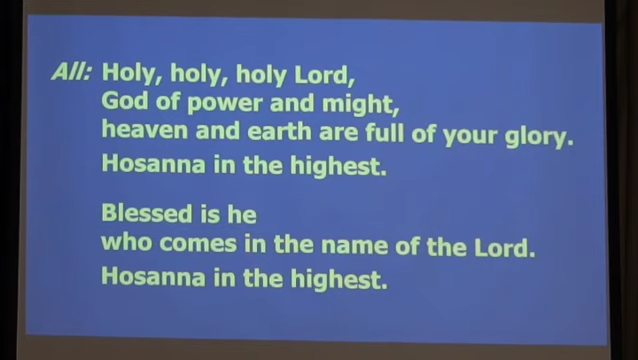 All: Holy, holy, holy Lord,
God of power and might,
heaven and earth are full of your glory.
Hosanna in the highest.
Blessed is he
who comes in the name of the Lord.
Hosanna in the highest.